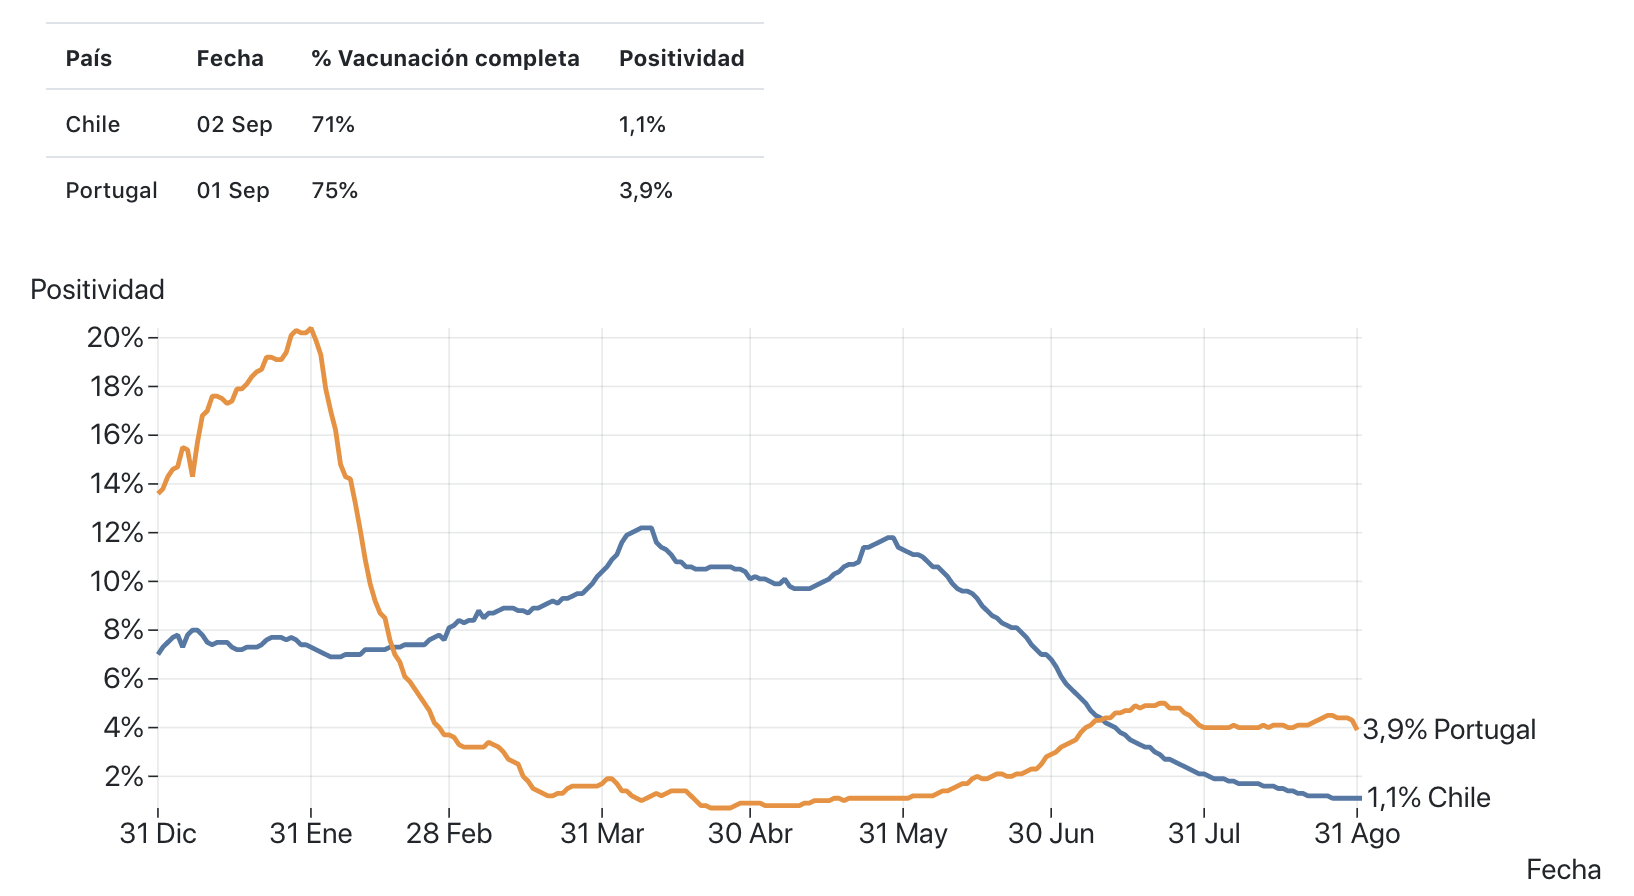 País Fecha % Vacunación completa Positividad
Chile 02 Sep 71% 1,1%
Portugal 01 Sep 75% 3,9%
Positividad
20%
18%
16%
14%
12%
10%
8%
6%
4%
2%
3,9% Portugal
1,1% Chile
31 Dic 31 Ene 28 Feb 31 Mar 30 Abr 31 May 30 Jun 31 Jul 31 Ago
Fecha